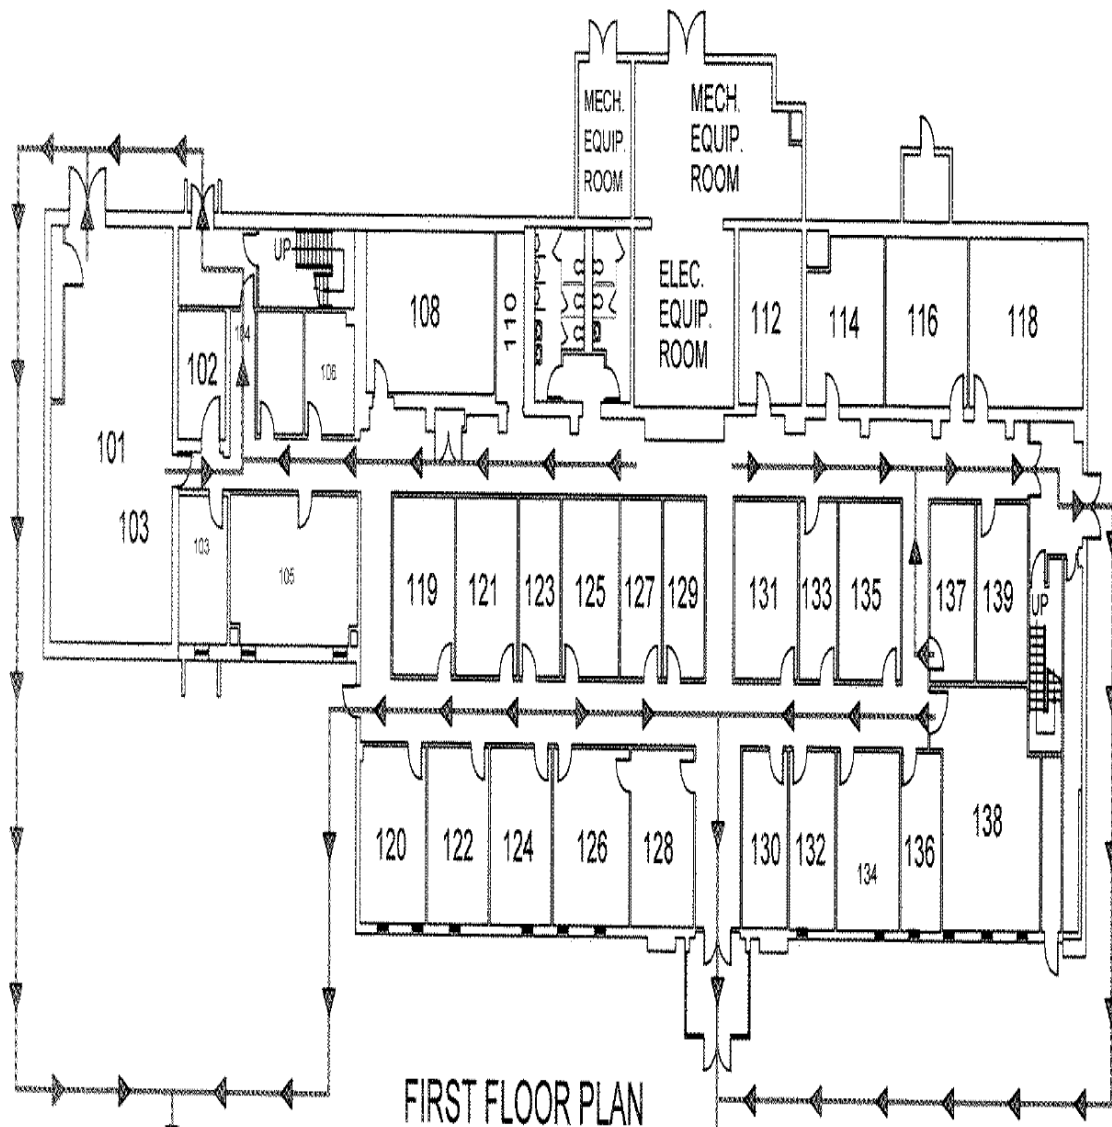 MECH.
EQUIP.
ROOM
MECH.
EQUIP.
ROOM
UP
108
110
ELEC.
EQUIP.
ROOM
112
114
116
118
104
102
106
101
103
103
105
119
121
123
125
127
129
131
133
135
137
139
UP
120
122
124
126
128
130
132
134
136
138
FIRST FLOOR PLAN